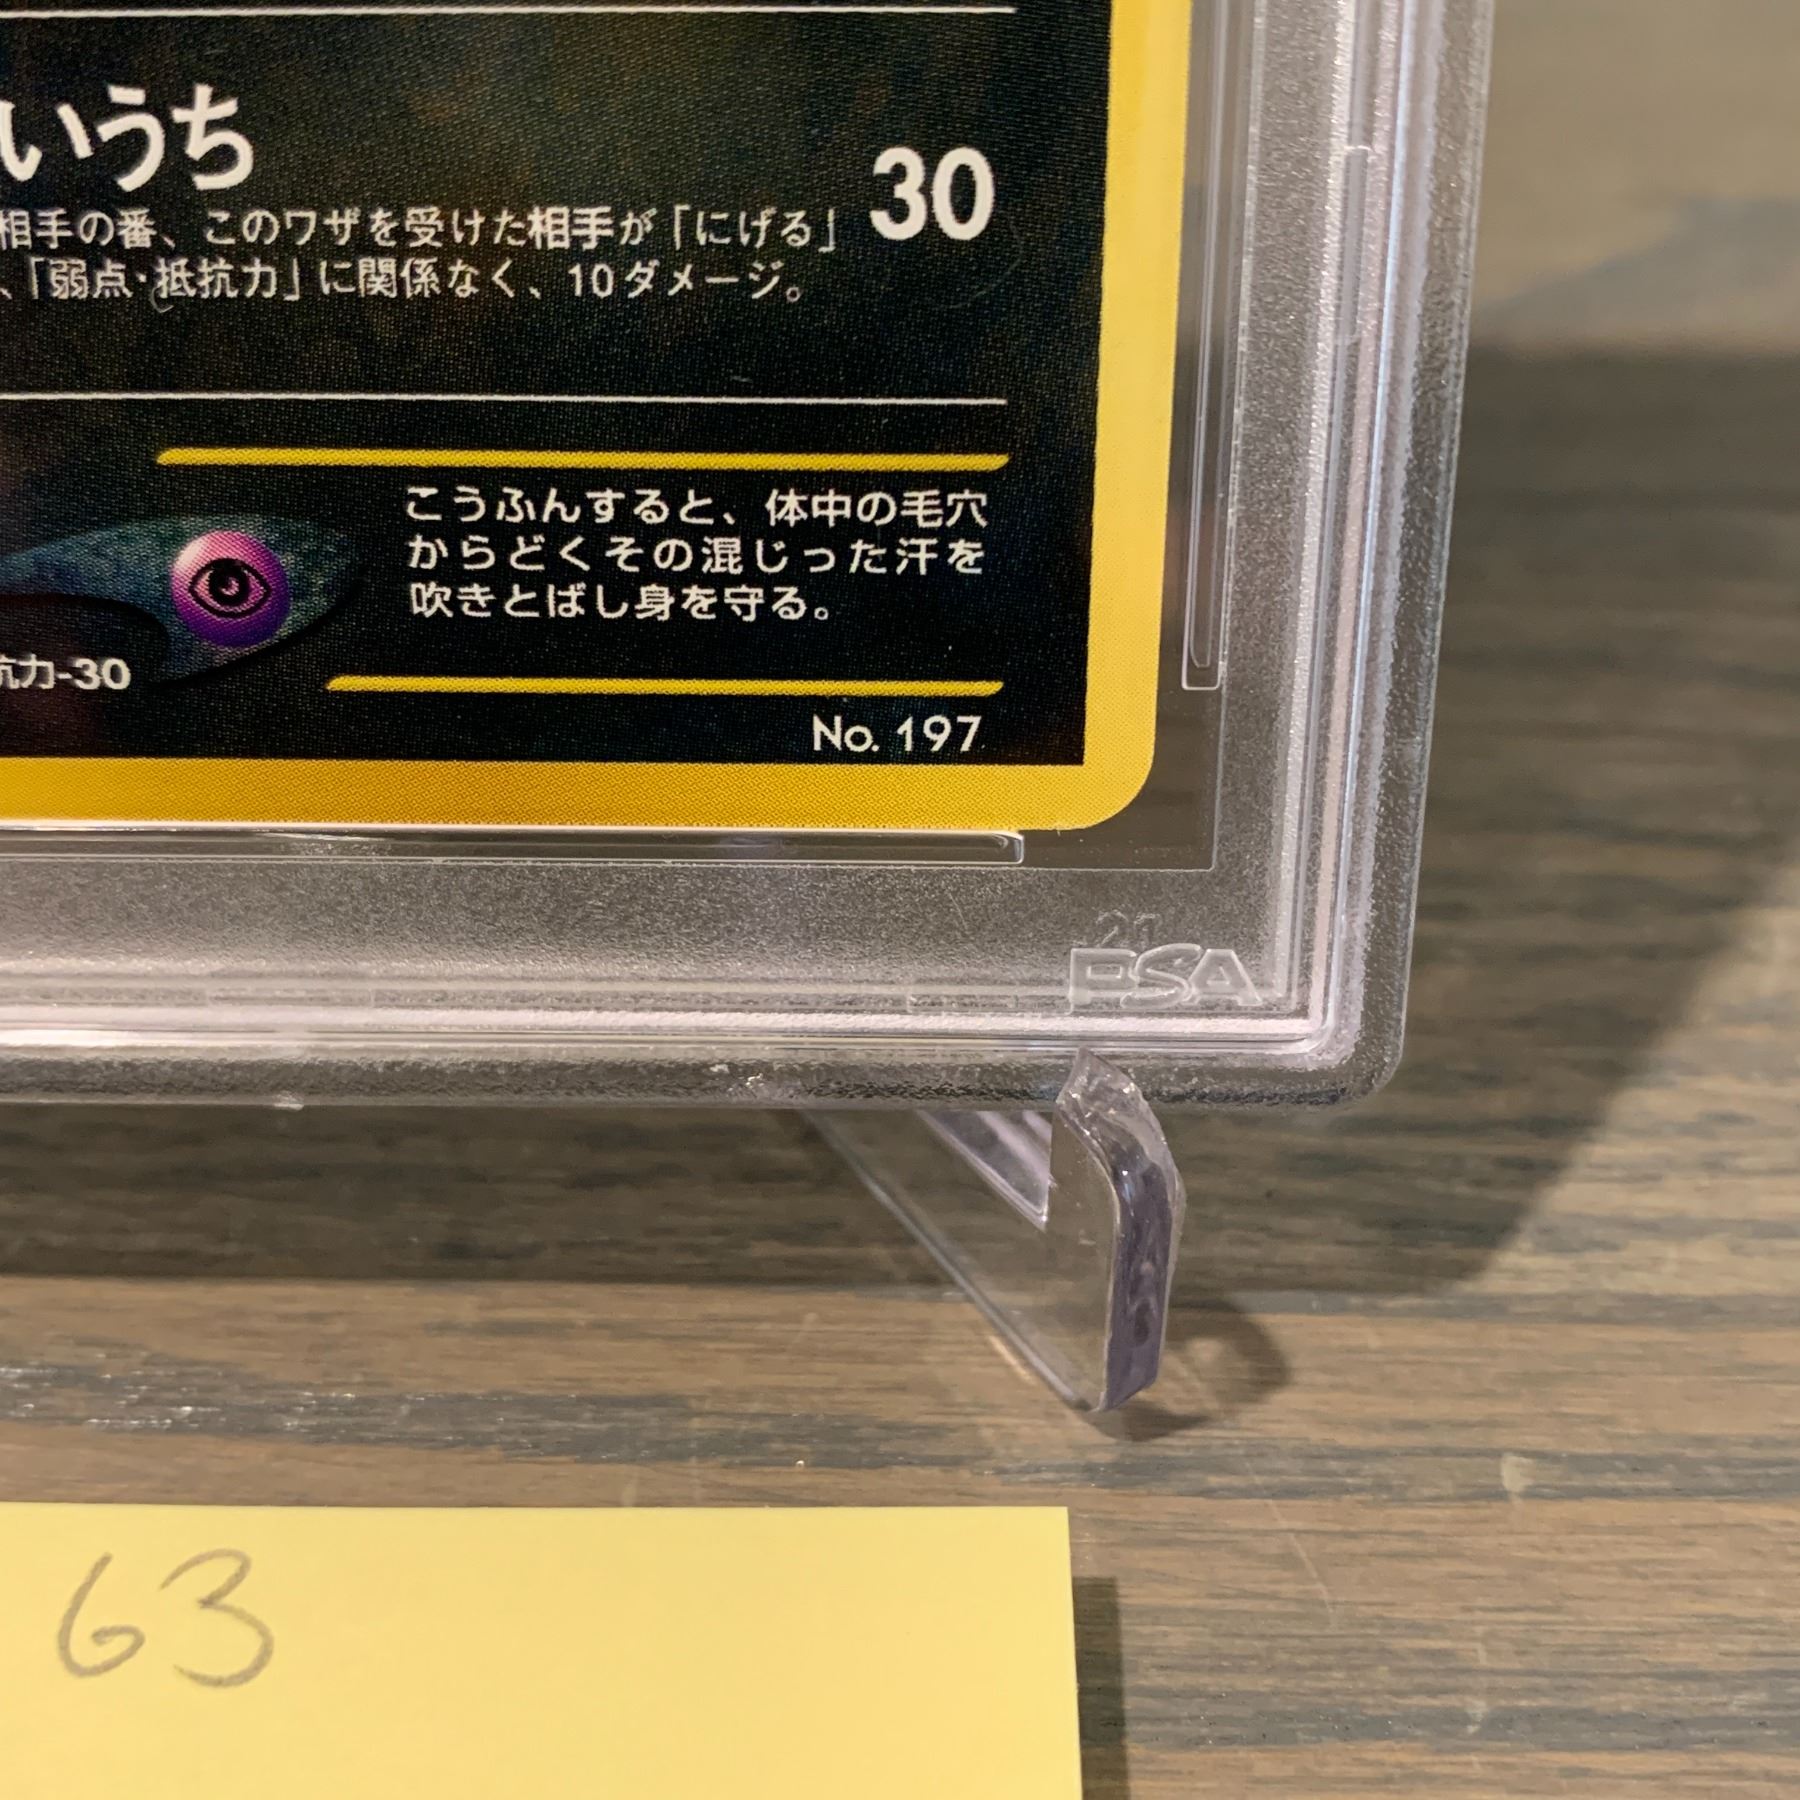 いうち
30
相手の番、このワザを受けた相手が「にげる」
、「弱点・抵抗力」に関係なく、10ダメージ。
こうふんすると、体中の毛穴
からどくその混じった汗を
吹きとばし身を守る。
抗力-30
No. 197
21
PSA
63